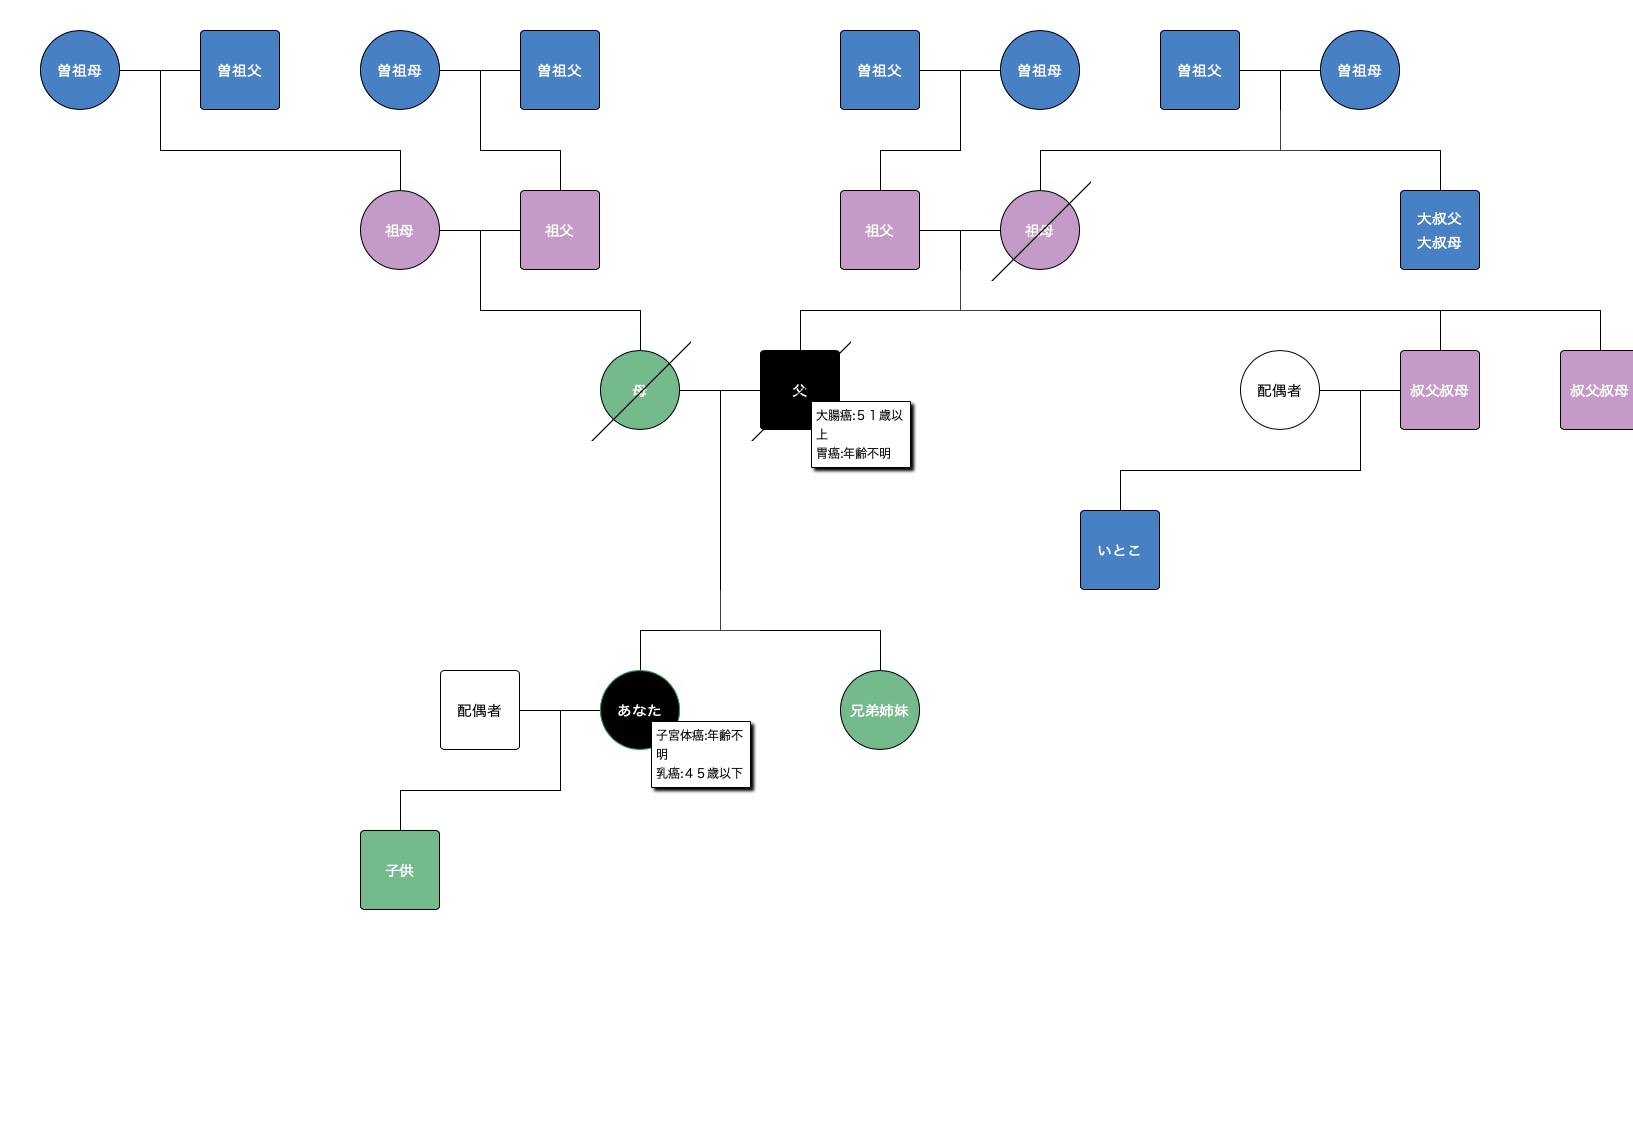 曽祖母
曽祖父
曽祖母
曽祖父
曽祖父
曽祖母
曽祖父
曽祖母
祖母
祖父
祖父
祖母
大叔父
大叔母
母
父
大腸癌:５１歳以
上
胃癌:年齢不明
配偶者
叔父叔母
叔父叔母
いとこ
配偶者
あなた
子宮体癌:年齢不
明
乳癌:４５歳以下
兄弟姉妹
子供